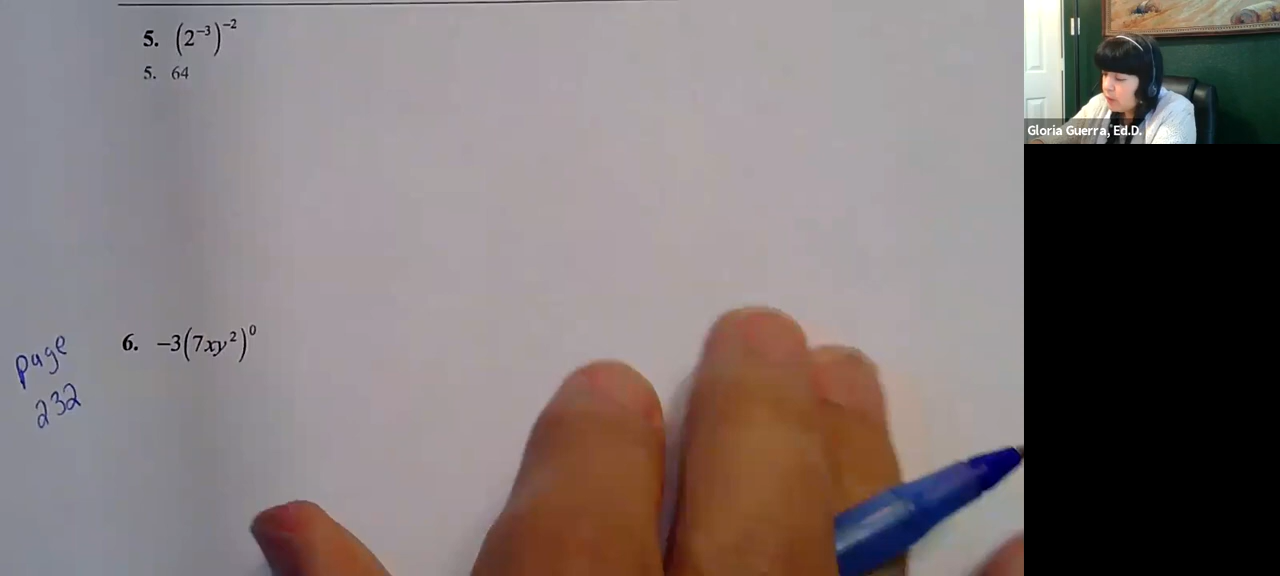 5. (2⁻³)⁻²
5. 64
6. −3(7xy²)⁰
page
232
Gloria Guerra, Ed.D.